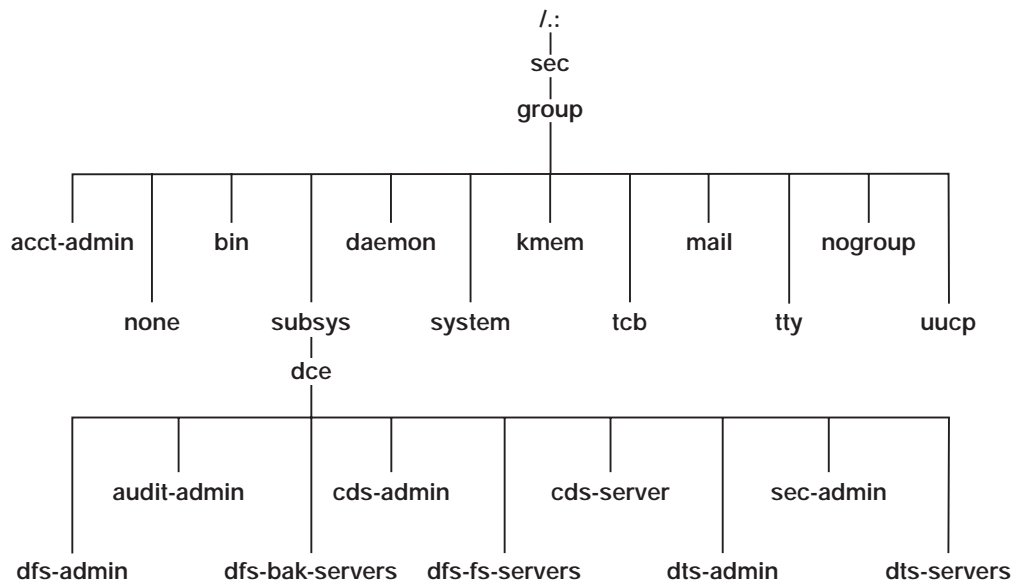 /.:
sec
group
acct-admin bin daemon kmem mail nogroup
none subsys system tcb tty uucp
dce
audit-admin cds-admin cds-server sec-admin
dfs-admin dfs-bak-servers dfs-fs-servers dts-admin dts-servers